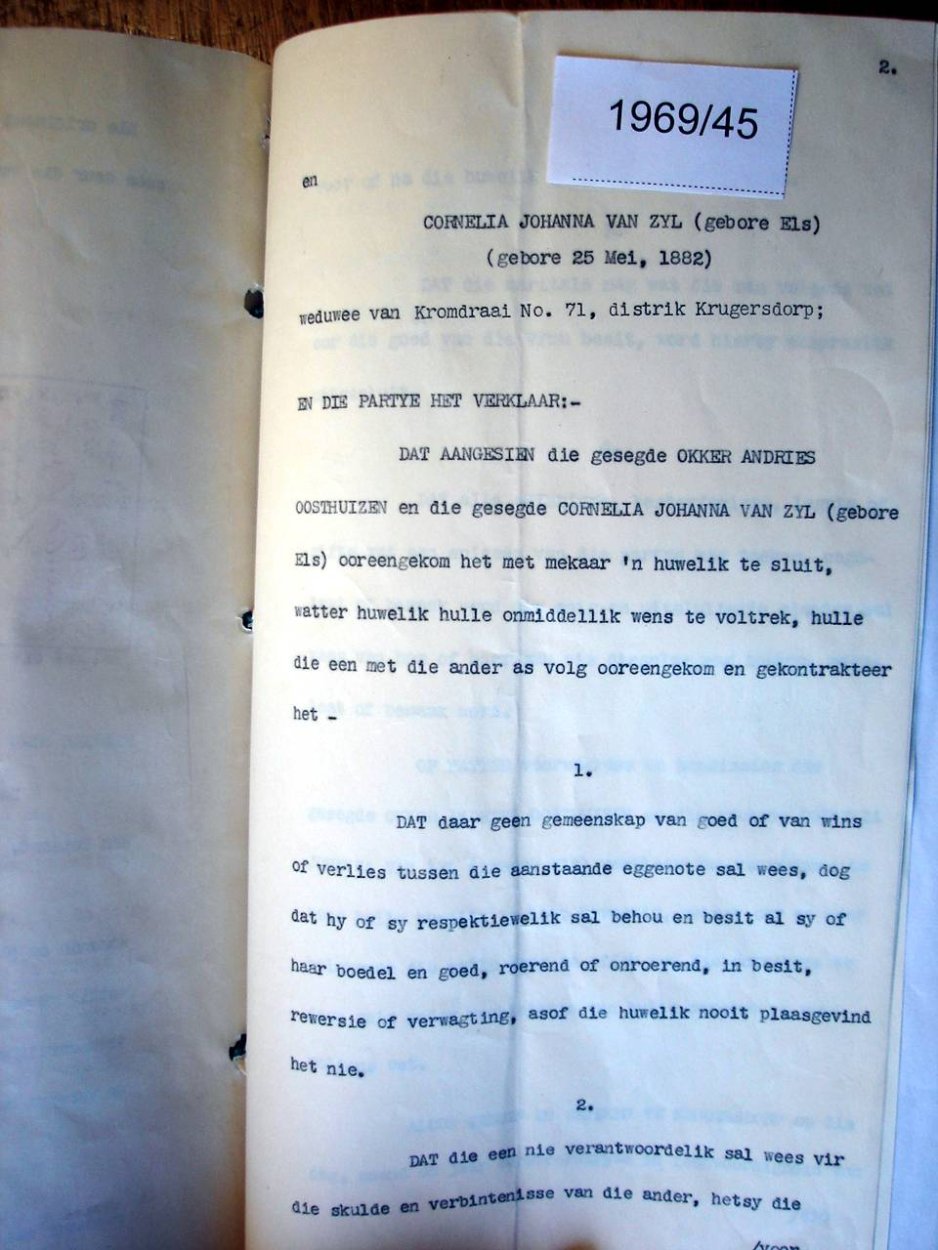 2.
1969/45
en
CORNELIA JOHANNA VAN ZYL (gebore Els)
(gebore 25 Mei, 1882)
weduwee van Kromdraai No. 71, distrik Krugersdorp;
EN DIE PARTYE HET VERKLAAR:-
DAT AANGESIEN die gesegde OKKER ANDRIES
OOSTHUIZEN en die gesegde CORNELIA JOHANNA VAN ZYL (gebore
Els) ooreengekom het met mekaar 'n huwelik te sluit,
watter huwelik hulle onmiddellik wens te voltrek, hulle
die een met die ander as volg ooreengekom en gekontrakteer
het -
1.
DAT daar geen gemeenskap van goed of van wins
of verlies tussen die aanstaande eggenote sal wees, dog
dat hy of sy respektiewelik sal behou en besit al sy of
haar boedel en goed, roerend of onroerend, in besit,
rewersie of verwagting, asof die huwelik nooit plaasgevind
het nie.
2.
DAT die een nie verantwoordelik sal wees vir
die skulde en verbintenisse van die ander, hetsy die